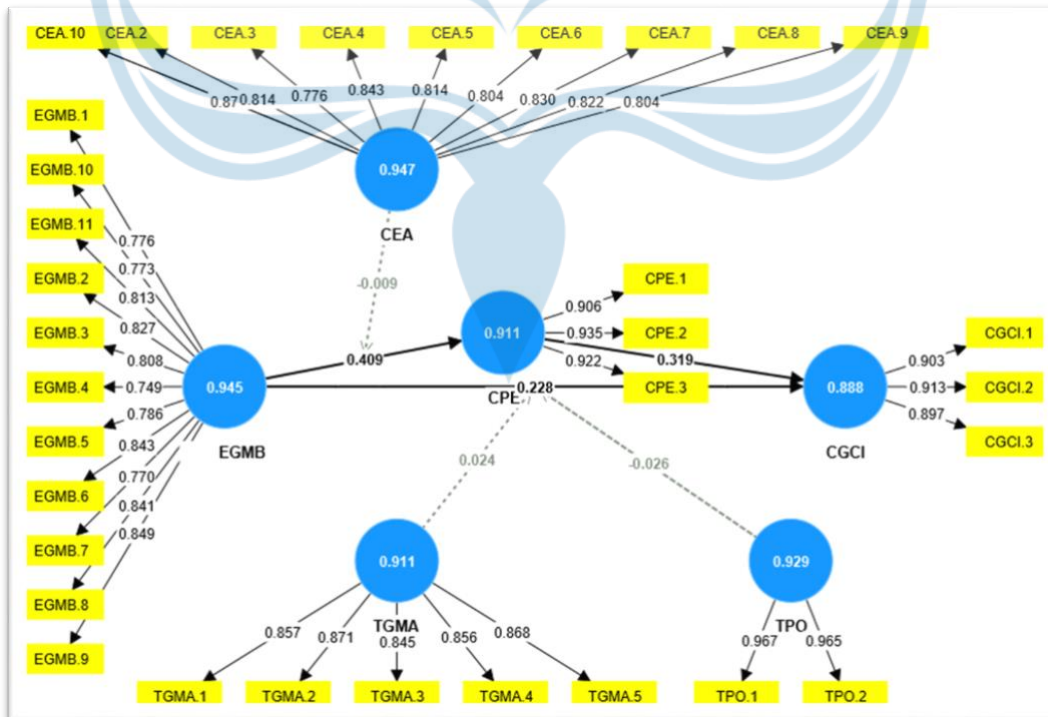 CEA.10 CEA.2 CEA.3 CEA.4 CEA.5 CEA.6 CEA.7 CEA.8 CEA.9
0.87 0.814 0.776 0.843 0.814 0.804 0.830 0.822 0.804
0.947
CEA
EGMB.1
EGMB.10
EGMB.11
EGMB.2
EGMB.3
EGMB.4
EGMB.5
EGMB.6
EGMB.7
EGMB.8
EGMB.9
0.776
0.773
0.813
0.827
0.808
0.749
0.786
0.843
0.770
0.841
0.849
0.945
EGMB
-0.009
0.409
0.911
CPE
0.906
0.935
0.922
CPE.1
CPE.2
CPE.3
0.319
0.228
0.888
CGCI
0.903
0.913
0.897
CGCI.1
CGCI.2
CGCI.3
0.024
-0.026
0.911
TGMA
0.857 0.871 0.845 0.856 0.868
TGMA.1 TGMA.2 TGMA.3 TGMA.4 TGMA.5
0.929
TPO
0.967 0.965
TPO.1 TPO.2